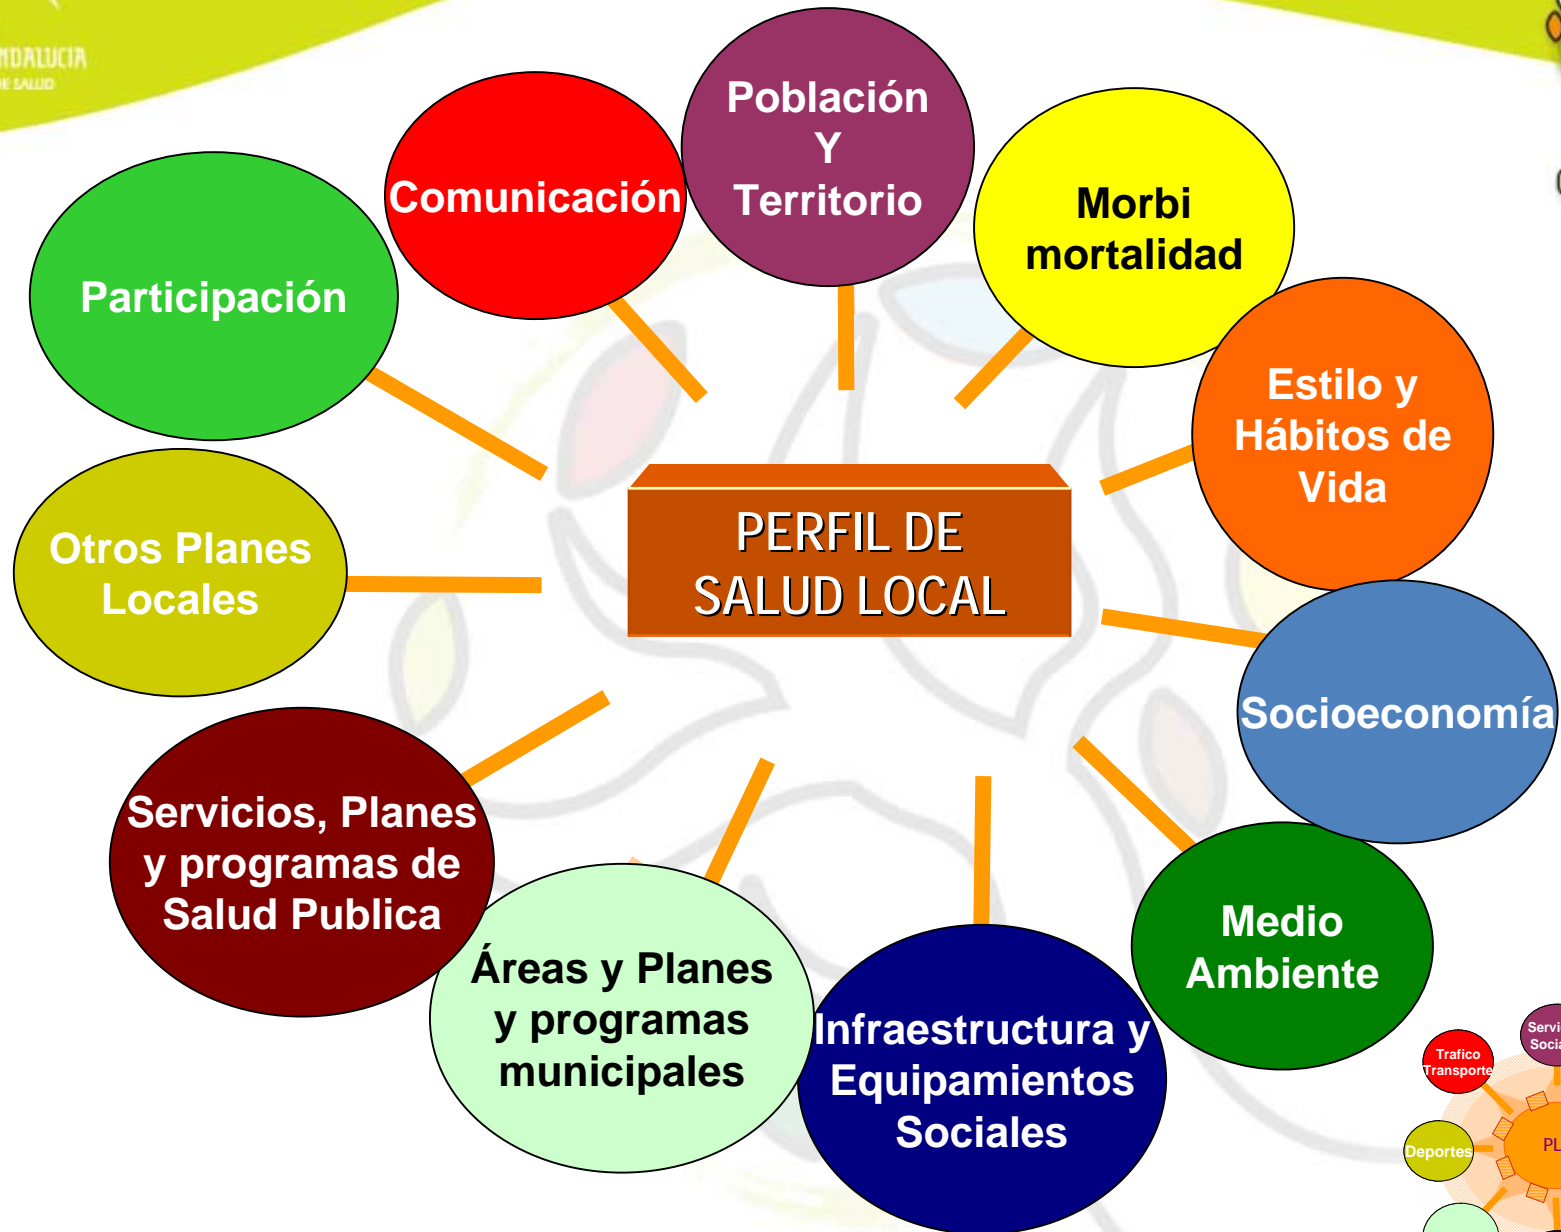 Población
Y
Territorio
Comunicación
Morbi
mortalidad
Participación
Estilo y
Hábitos de
Vida
PERFIL DE
SALUD LOCAL
Otros Planes
Locales
Socioeconomía
Servicios, Planes
y programas de
Salud Publica
Medio
Ambiente
Áreas y Planes
y programas
municipales
Infraestructura y
Equipamientos
Sociales
Trafico
Transporte
Deportes
DE SALUD